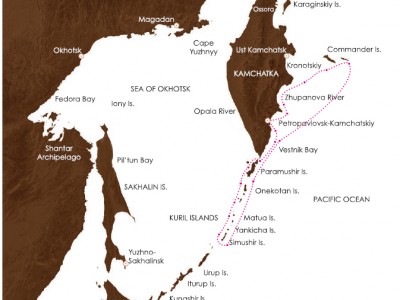 Ossora
Karaginskiy Is.
Magadan
Cape
Yuzhnyy
Okhotsk
Ust Kamchatsk
Commander Is.
KAMCHATKA
Kronotskiy
SEA OF OKHOTSK
Fedora Bay
Iony Is.
Zhupanova River
Opala River
Petropavlovsk-Kamchatskiy
Shantar
Archipelago
Vestnik Bay
Pil'tun Bay
Paramushir Is.
SAKHALIN IS.
Onekotan Is.
PACIFIC OCEAN
KURIL ISLANDS
Matua Is.
Yankicha Is.
Simushir Is.
Yuzhno-
Sakhalinsk
Urup Is.
Iturup Is.
Kunashir Is.